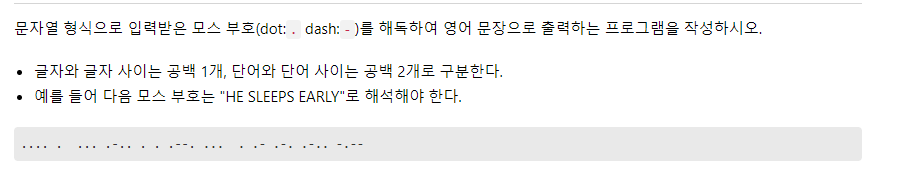 문자열 형식으로 입력받은 모스 부호(dot: . dash: - )를 해독하여 영어 문장으로 출력하는 프로그램을 작성하시오.
• 글자와 글자 사이는 공백 1개, 단어와 단어 사이는 공백 2개로 구분한다.
• 예를 들어 다음 모스 부호는 "HE SLEEPS EARLY"로 해석해야 한다.
.... .  ... .-.. . . .--. ...  . .- .-. .-.. -.--